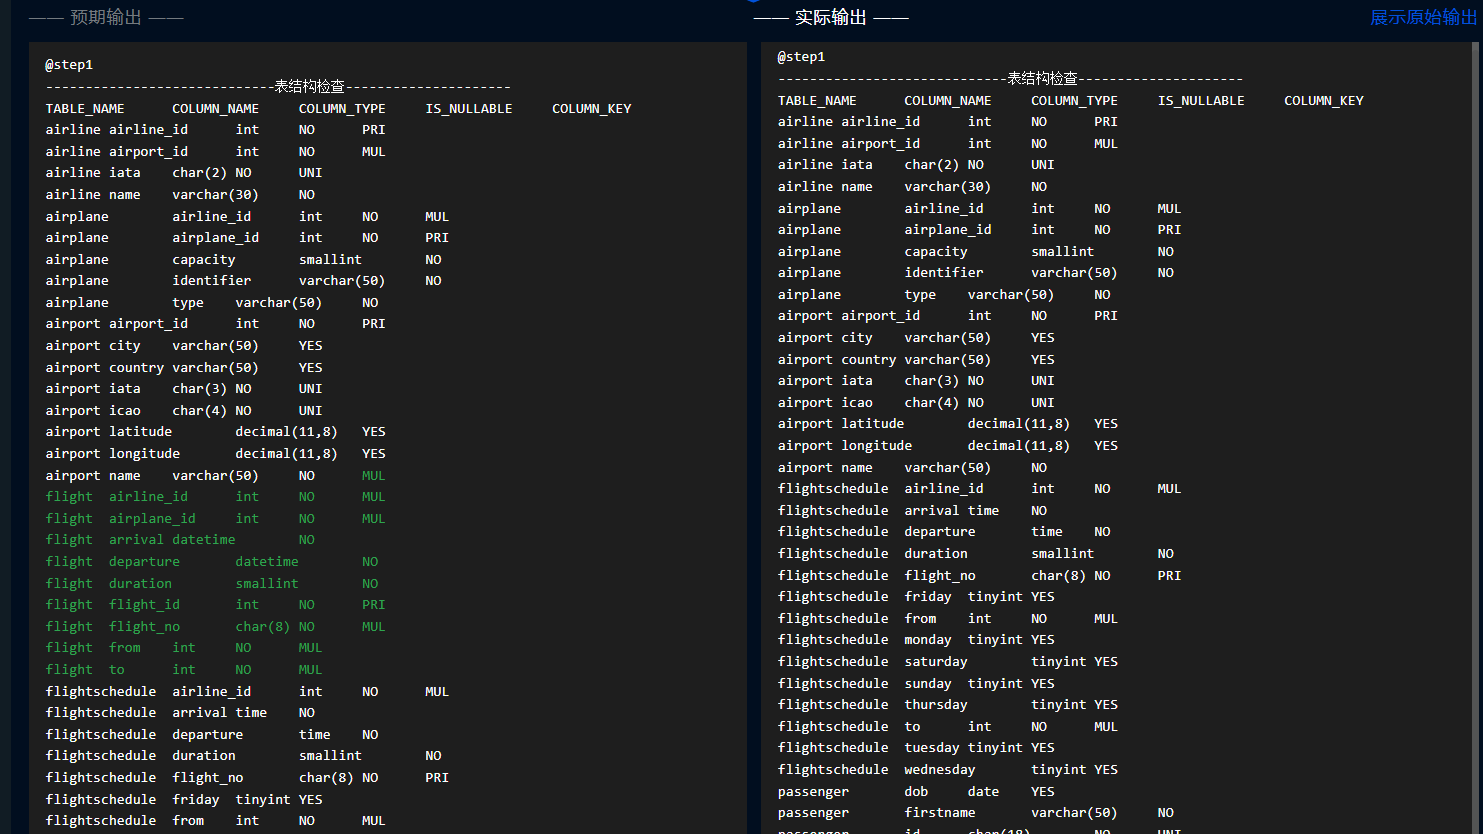 —— 预期输出 ——
@step1
-----------------------------表结构检查---------------------
TABLE_NAME COLUMN_NAME COLUMN_TYPE IS_NULLABLE COLUMN_KEY
airline airline_id int NO PRI
airline airport_id int NO MUL
airline iata char(2) NO UNI
airline name varchar(30) NO
airplane airline_id int NO MUL
airplane airplane_id int NO PRI
airplane capacity smallint NO
airplane identifier varchar(50) NO
airplane type varchar(50) NO
airport airport_id int NO PRI
airport city varchar(50) YES
airport country varchar(50) YES
airport iata char(3) NO UNI
airport icao char(4) NO UNI
airport latitude decimal(11,8) YES
airport longitude decimal(11,8) YES
airport name varchar(50) NO MUL
flight airline_id int NO MUL
flight airplane_id int NO MUL
flight arrival datetime NO
flight departure datetime NO
flight duration smallint NO
flight flight_id int NO PRI
flight flight_no char(8) NO MUL
flight from int NO MUL
flight to int NO MUL
flightschedule airline_id int NO MUL
flightschedule arrival time NO
flightschedule departure time NO
flightschedule duration smallint NO
flightschedule flight_no char(8) NO PRI
flightschedule friday tinyint YES
flightschedule from int NO MUL
—— 实际输出 ——
展示原始输出
@step1
-----------------------------表结构检查---------------------
TABLE_NAME COLUMN_NAME COLUMN_TYPE IS_NULLABLE COLUMN_KEY
airline airline_id int NO PRI
airline airport_id int NO MUL
airline iata char(2) NO UNI
airline name varchar(30) NO
airplane airline_id int NO MUL
airplane airplane_id int NO PRI
airplane capacity smallint NO
airplane identifier varchar(50) NO
airplane type varchar(50) NO
airport airport_id int NO PRI
airport city varchar(50) YES
airport country varchar(50) YES
airport iata char(3) NO UNI
airport icao char(4) NO UNI
airport latitude decimal(11,8) YES
airport longitude decimal(11,8) YES
airport name varchar(50) NO
flightschedule airline_id int NO MUL
flightschedule arrival time NO
flightschedule departure time NO
flightschedule duration smallint NO
flightschedule flight_no char(8) NO PRI
flightschedule friday tinyint YES
flightschedule from int NO MUL
flightschedule monday tinyint YES
flightschedule saturday tinyint YES
flightschedule sunday tinyint YES
flightschedule thursday tinyint YES
flightschedule to int NO MUL
flightschedule tuesday tinyint YES
flightschedule wednesday tinyint YES
passenger dob date YES
passenger firstname varchar(50) NO
passenger id char(18) NO UNI